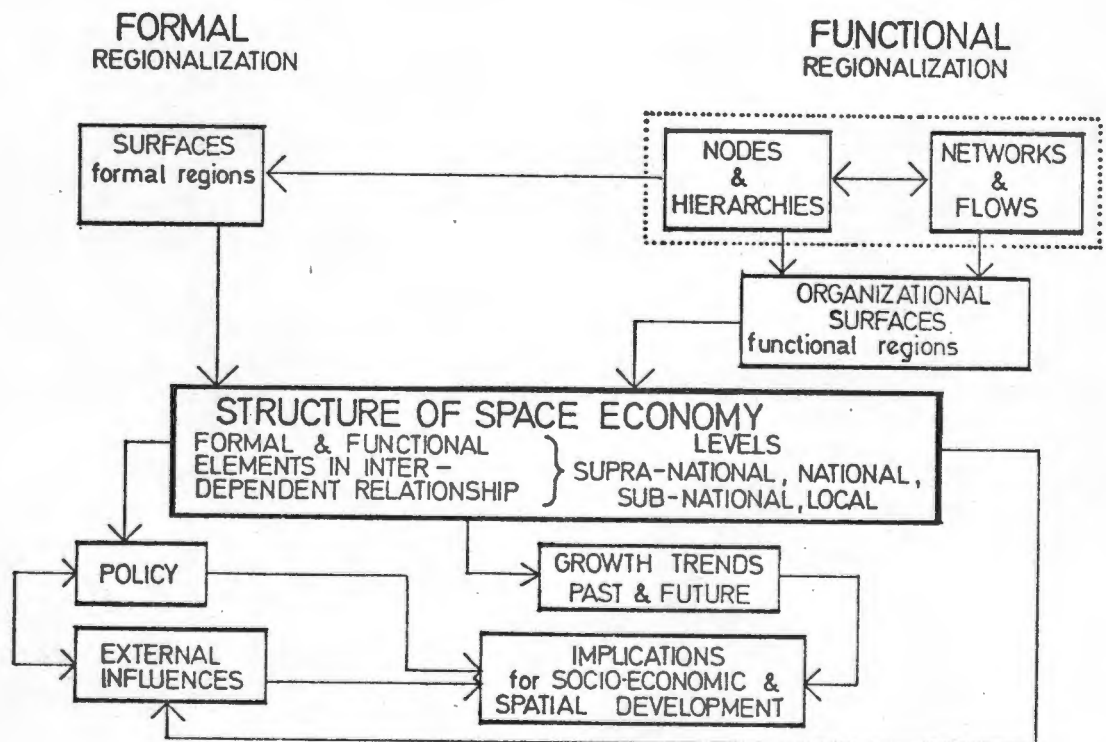 FORMAL
REGIONALIZATION
FUNCTIONAL
REGIONALIZATION
SURFACES
formal regions
NODES
&
HIERARCHIES
NETWORKS
&
FLOWS
ORGANIZATIONAL
SURFACES
functional regions
STRUCTURE OF SPACE ECONOMY
FORMAL & FUNCTIONAL
ELEMENTS IN INTER-
DEPENDENT RELATIONSHIP
LEVELS
SUPRA-NATIONAL, NATIONAL,
SUB-NATIONAL, LOCAL
POLICY
GROWTH TRENDS
PAST & FUTURE
EXTERNAL
INFLUENCES
IMPLICATIONS
for SOCIO-ECONOMIC &
SPATIAL DEVELOPMENT